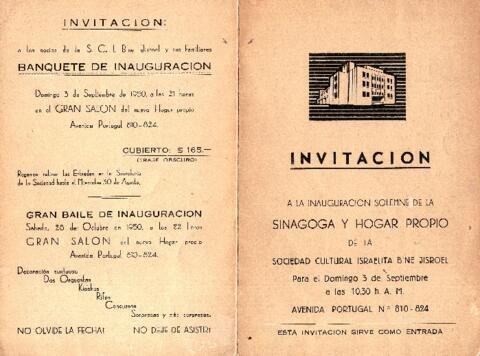 INVITACION:
a los socios de la S. C. I. Bne Jisroel y sus familiares
BANQUETE DE INAUGURACION
Domingo 3 de Septiembre de 1950, a las 21 horas
en el GRAN SALON del nuevo Hogar propio
Avenida Portugal 810-824.
CUBIERTO: $ 165.—
(TRAJE OBSCURO)
Rogamos retirar las Entradas en la Secretaría
de la Sociedad hasta el Miercoles 30 de Agosto.
GRAN BAILE DE INAUGURACION
Sabado, 28 de Octubre en 1950, a las 22 horas
GRAN SALON del nuevo Hogar propio
Avenida Portugal 810-824.
Decoración suntuosa
Dos Orquestas
Kioskos
Rifas
Concursos
Sorpresas y más sorpresas.
NO OLVIDE LA FECHA! NO DEJE DE ASISTIR!
INVITACION
A LA INAUGURACION SOLEMNE DE LA
SINAGOGA Y HOGAR PROPIO
DE LA
SOCIEDAD CULTURAL ISRAELITA B'NE JISROEL
Para el Domingo 3 de Septiembre
a las 10.30 h. A. M.
AVENIDA PORTUGAL Nº 810-824
ESTA INVITACION SIRVE COMO ENTRADA